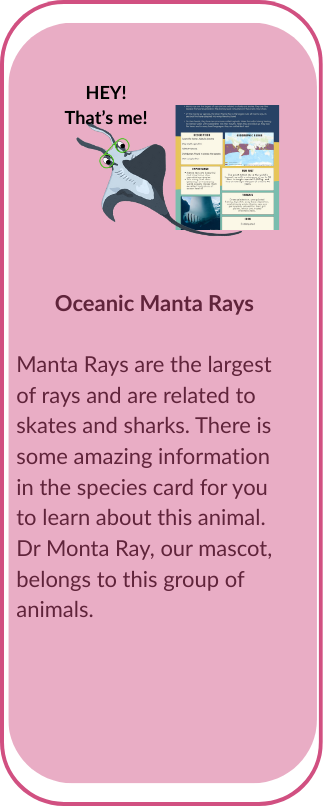 HEY!
That's me!
Oceanic Manta Rays
Manta Rays are the largest
of rays and are related to
skates and sharks. There is
some amazing information
in the species card for you
to learn about this animal.
Dr Monta Ray, our mascot,
belongs to this group of
animals.